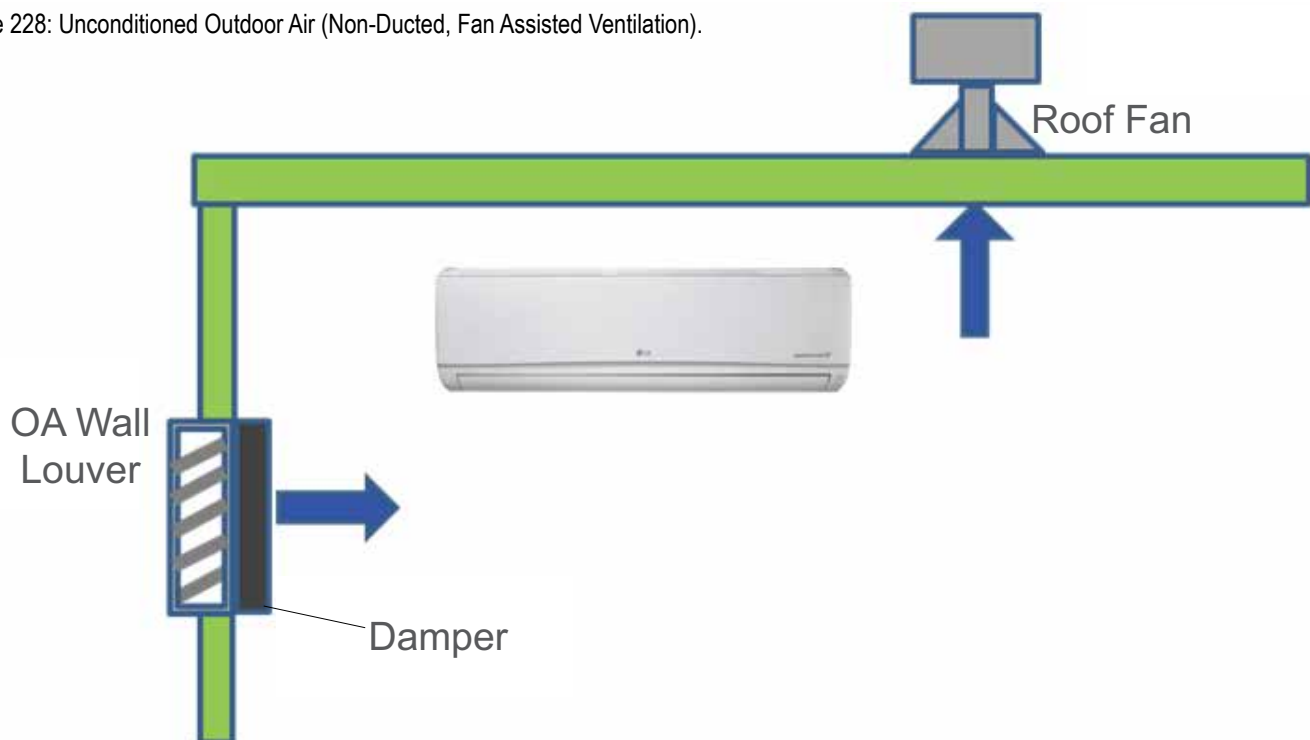 e 228: Unconditioned Outdoor Air (Non-Ducted, Fan Assisted Ventilation).
Roof Fan
OA Wall
Louver
Damper